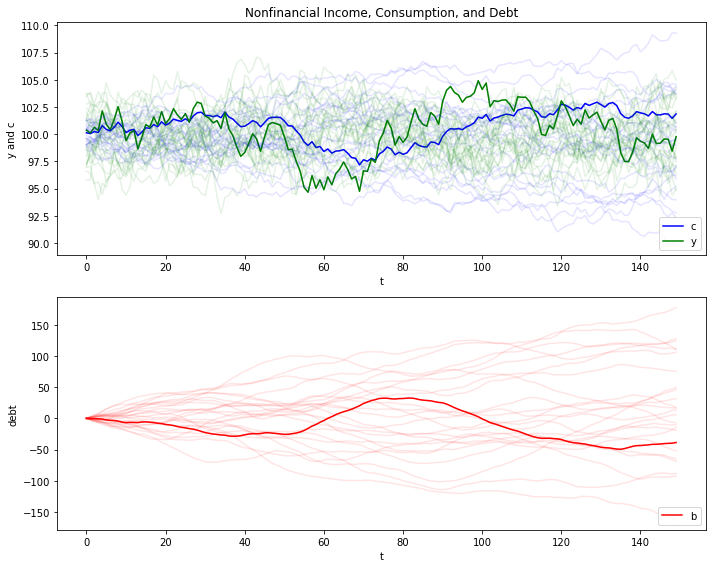 Nonfinancial Income, Consumption, and Debt
110.0
107.5
105.0
102.5
100.0
97.5
95.0
92.5
90.0
y and c
c
y
0 20 40 60 80 100 120 140
t
150
100
50
0
−50
−100
−150
debt
b
0 20 40 60 80 100 120 140
t